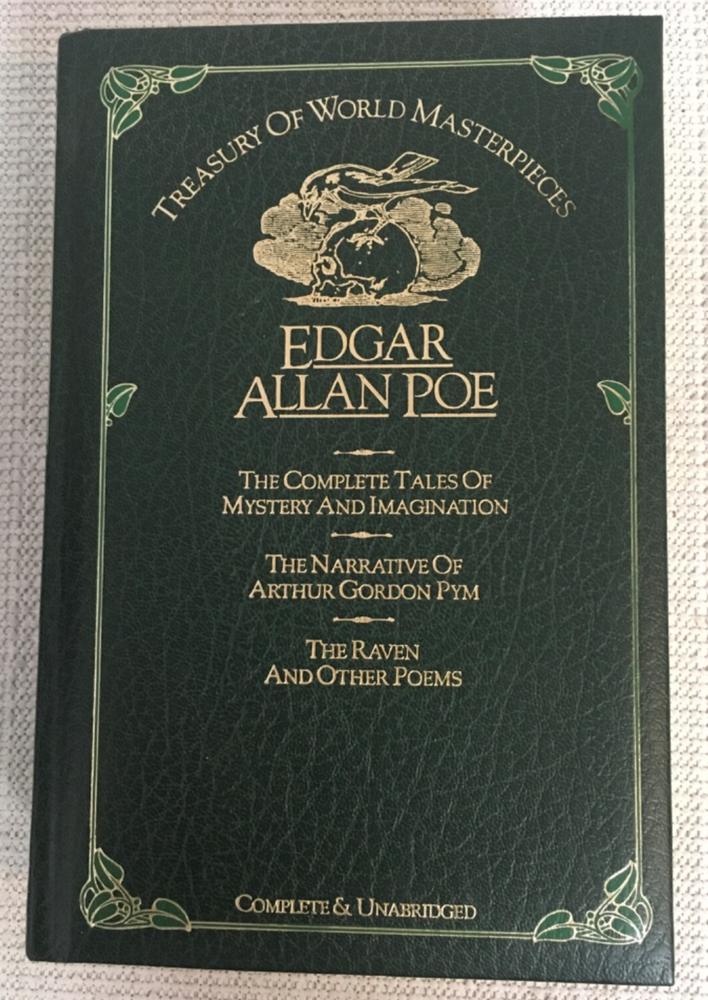 Treasury Of World Masterpieces
Edgar
Allan Poe
The Complete Tales Of
Mystery And Imagination
The Narrative Of
Arthur Gordon Pym
The Raven
And Other Poems
Complete & Unabridged